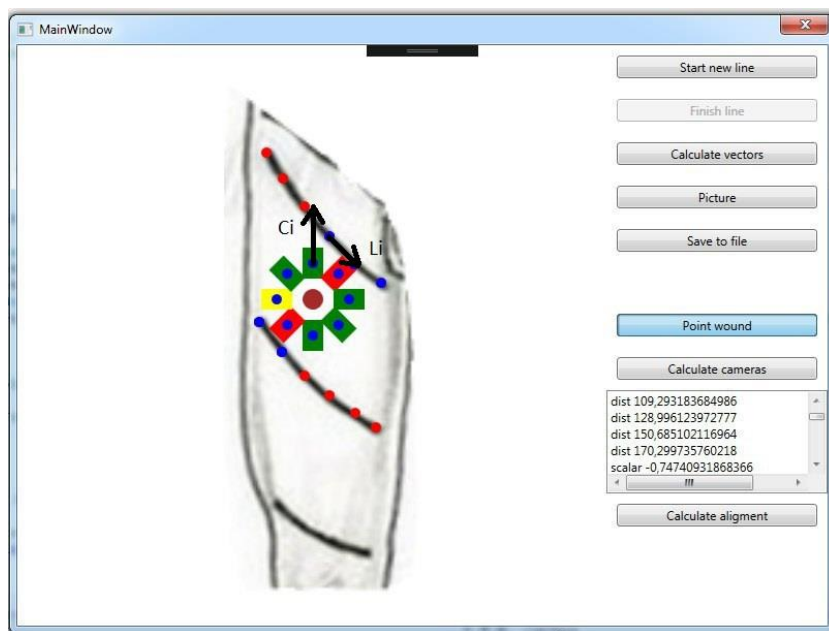 MainWindow
Start new line
Finish line
Calculate vectors
Picture
Save to file
Ci
Li
Point wound
Calculate cameras
dist 109,293183684986
dist 128,996123972777
dist 150,685102116964
dist 170,299735760218
scalar -0,74740931868366
Calculate aligment